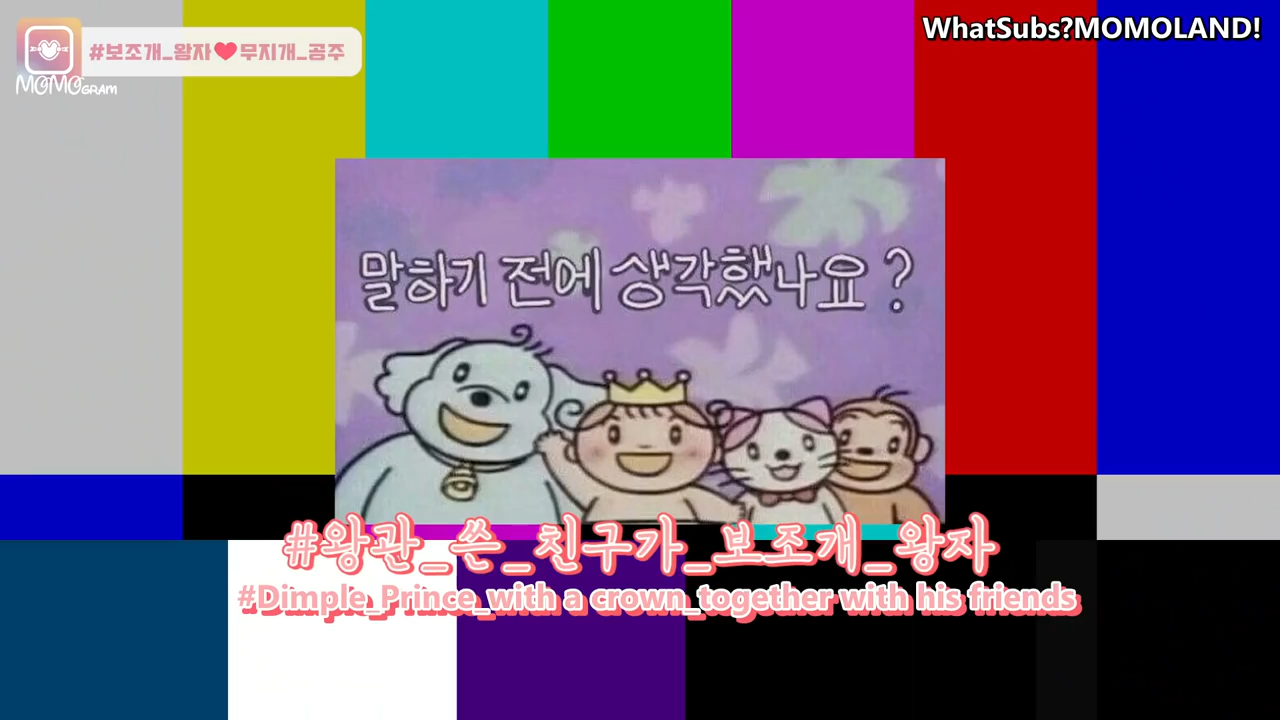 WhatSubs?MOMOLAND!
#보조개_왕자❤무지개_공주
MOMOGRAM
말하기 전에 생각했나요?
#왕관_쓴_친구가_보조개_왕자
#Dimple_Prince_with a crown_together with his friends